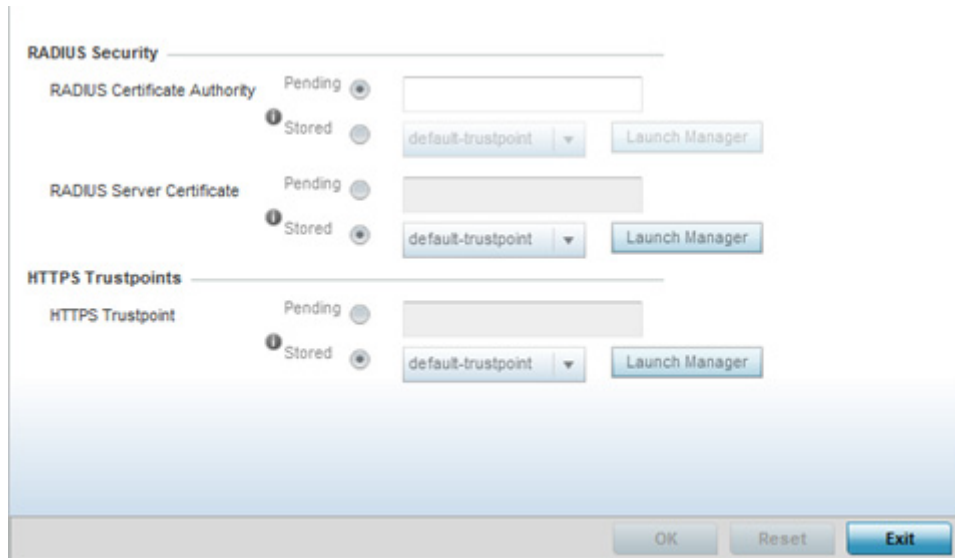 RADIUS Security
RADIUS Certificate Authority
Pending
Stored
default-trustpoint
Launch Manager
RADIUS Server Certificate
Pending
Stored
default-trustpoint
Launch Manager
HTTPS Trustpoints
HTTPS Trustpoint
Pending
Stored
default-trustpoint
Launch Manager
OK
Reset
Exit